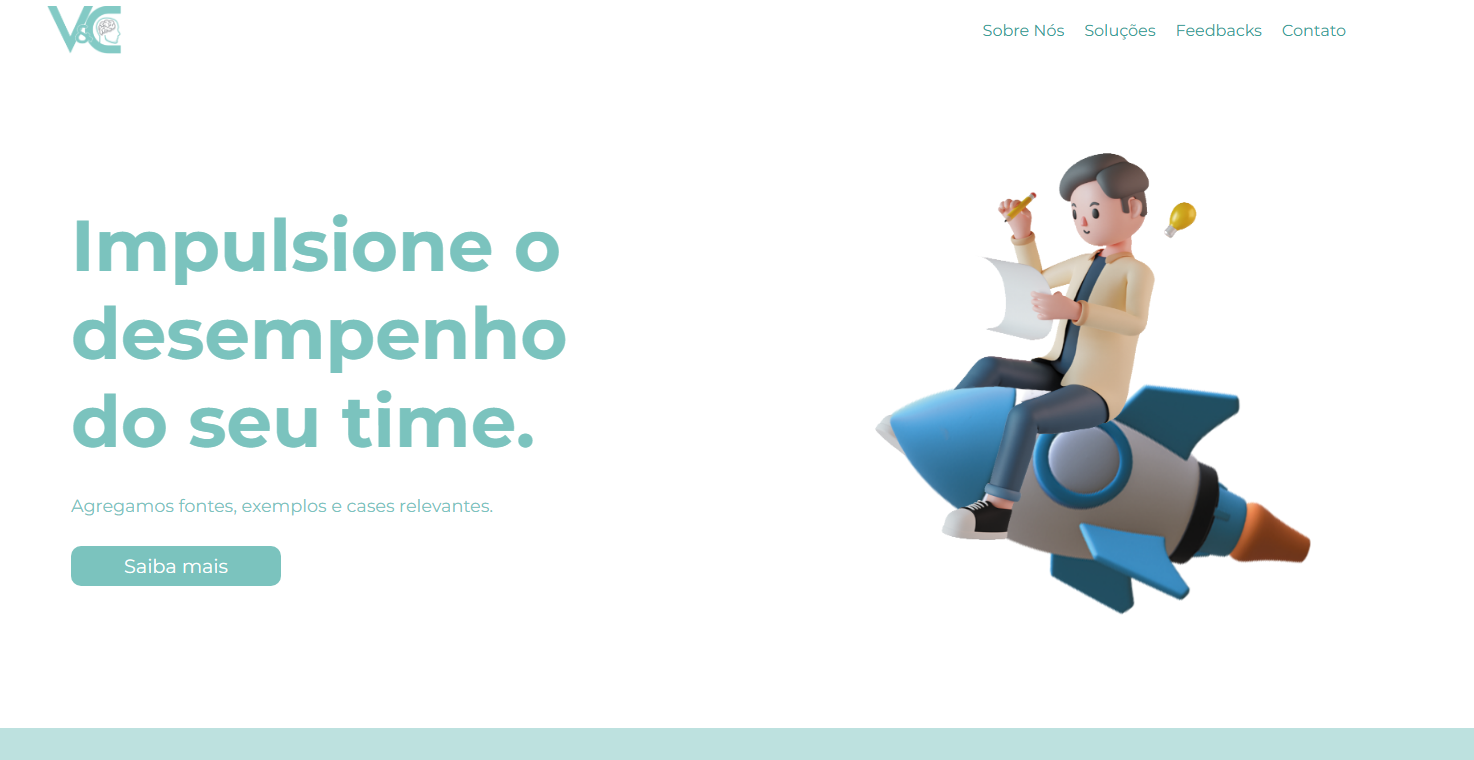 V&C
Sobre Nós Soluções Feedbacks Contato
Impulsione o
desempenho
do seu time.
Agregamos fontes, exemplos e cases relevantes.
Saiba mais